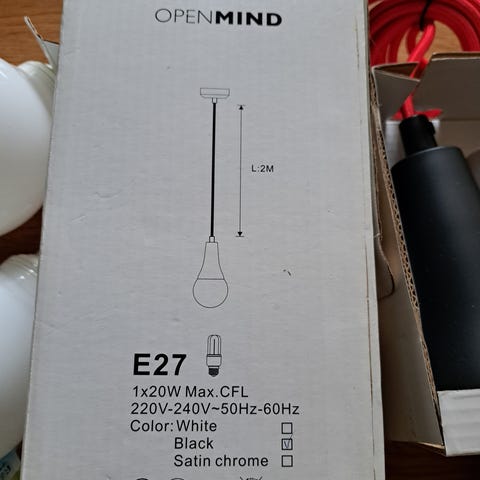 OPENMIND
L:2M
E27
1x20W Max.CFL
220V-240V~50Hz-60Hz
Color: White
Black
Satin chrome